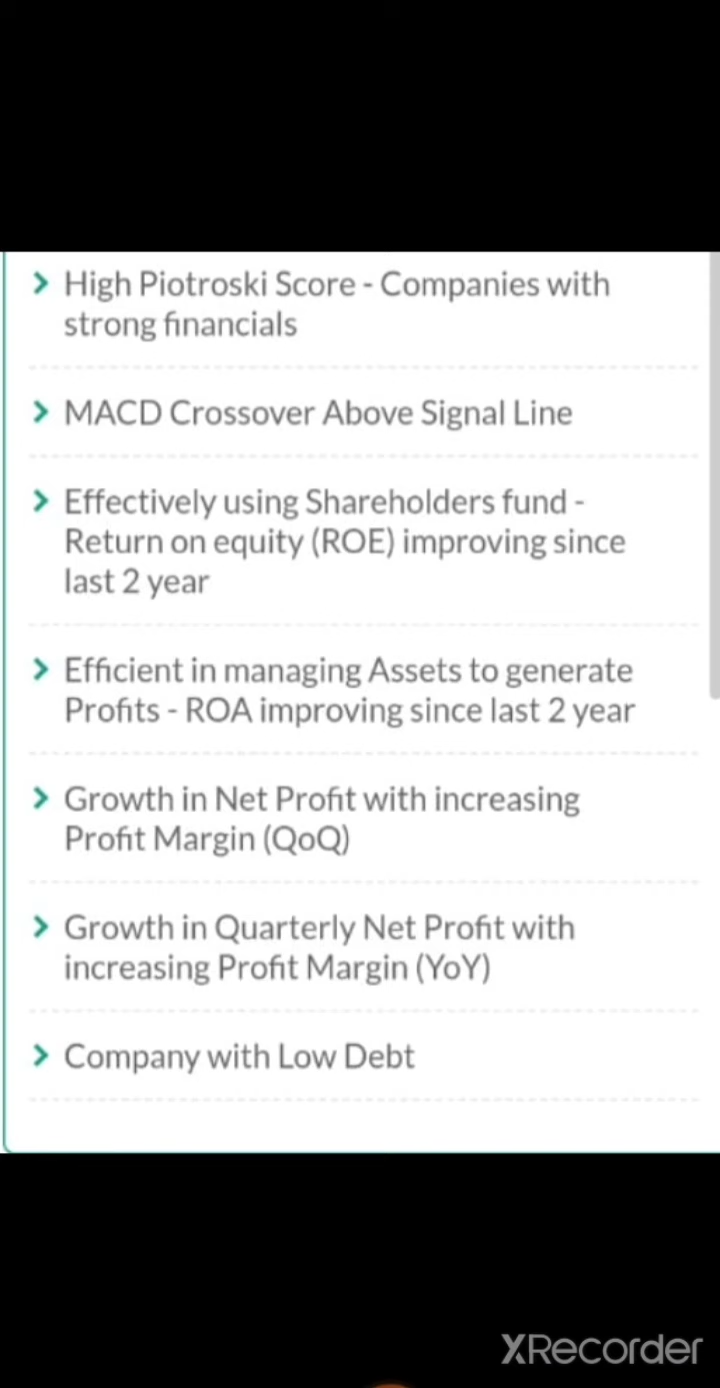 High Piotroski Score - Companies with
strong financials
MACD Crossover Above Signal Line
Effectively using Shareholders fund -
Return on equity (ROE) improving since
last 2 year
Efficient in managing Assets to generate
Profits - ROA improving since last 2 year
Growth in Net Profit with increasing
Profit Margin (QoQ)
Growth in Quarterly Net Profit with
increasing Profit Margin (YoY)
Company with Low Debt
XRecorder